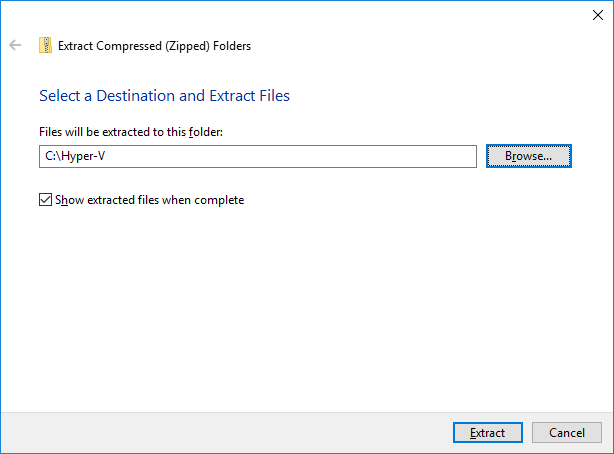 Extract Compressed (Zipped) Folders
Select a Destination and Extract Files
Files will be extracted to this folder:
C:\Hyper-V
Browse...
Show extracted files when complete
Extract
Cancel